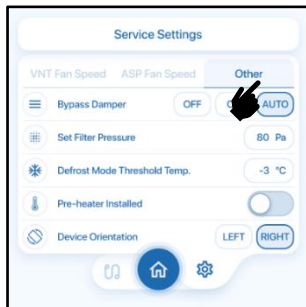 Service Settings
VNT Fan Speed ASP Fan Speed Other
Bypass Damper OFF AUTO
Set Filter Pressure 80 Pa
Defrost Mode Threshold Temp. -3 °C
Pre-heater Installed
Device Orientation LEFT RIGHT